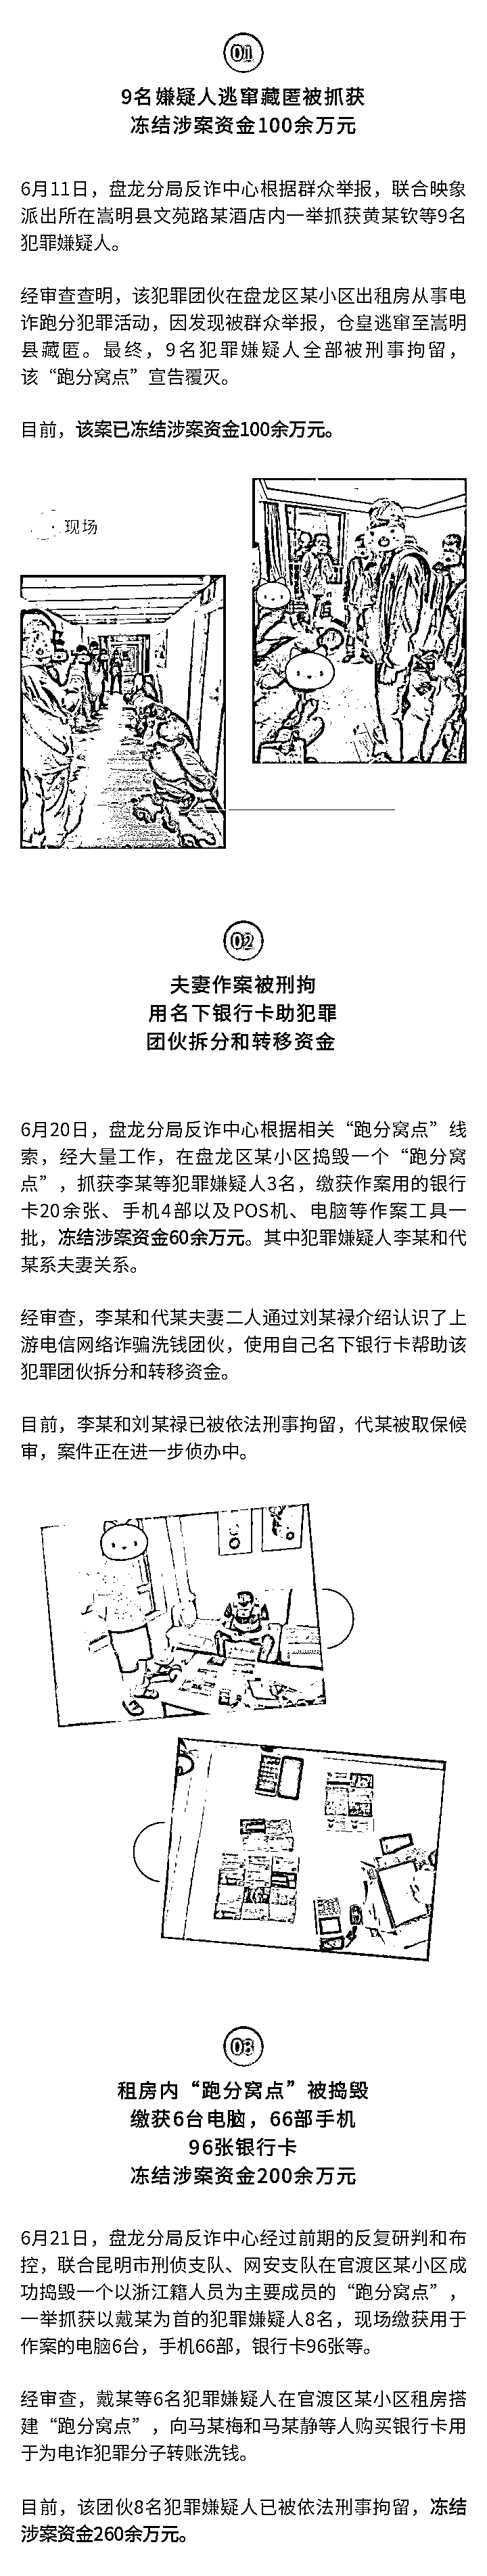 01
9名嫌疑人逃窜藏匿被抓获
冻结涉案资金100余万元
6月11日，盘龙分局反诈中心根据群众举报，联合映象
派出所在嵩明县文苑路某酒店内一举抓获黄某钦等9名
犯罪嫌疑人。
经审查查明，该犯罪团伙在盘龙区某小区出租房从事电
诈跑分犯罪活动，因发现被群众举报，仓皇逃窜至嵩明
县藏匿。最终，9名犯罪嫌疑人全部被刑事拘留，
该“跑分窝点”宣告覆灭。
目前，该案已冻结涉案资金100余万元。
现场
02
夫妻作案被刑拘
用名下银行卡助犯罪
团伙拆分和转移资金
6月20日，盘龙分局反诈中心根据相关“跑分窝点”线
索，经大量工作，在盘龙区某小区捣毁一个“跑分窝
点”，抓获李某等犯罪嫌疑人3名，缴获作案用的银行
卡20余张、手机4部以及POS机、电脑等作案工具一
批，冻结涉案资金60余万元。其中犯罪嫌疑人李某和代
某系夫妻关系。
经审查，李某和代某夫妻二人通过刘某禄介绍认识了上
游电信网络诈骗洗钱团伙，使用自己名下银行卡帮助该
犯罪团伙拆分和转移资金。
目前，李某和刘某禄已被依法刑事拘留，代某被取保候
审，案件正在进一步侦办中。
03
租房内“跑分窝点”被捣毁
缴获6台电脑，66部手机
96张银行卡
冻结涉案资金200余万元
6月21日，盘龙分局反诈中心经过前期的反复研判和布
控，联合昆明市刑侦支队、网安支队在官渡区某小区成
功捣毁一个以浙江籍人员为主要成员的“跑分窝点”，
一举抓获以戴某为首的犯罪嫌疑人8名，现场缴获用于
作案的电脑6台，手机66部，银行卡96张等。
经审查，戴某等6名犯罪嫌疑人在官渡区某小区租房搭
建“跑分窝点”，向马某梅和马某静等人购买银行卡用
于为电诈犯罪分子转账洗钱。
目前，该团伙8名犯罪嫌疑人已被依法刑事拘留，冻结
涉案资金260余万元。